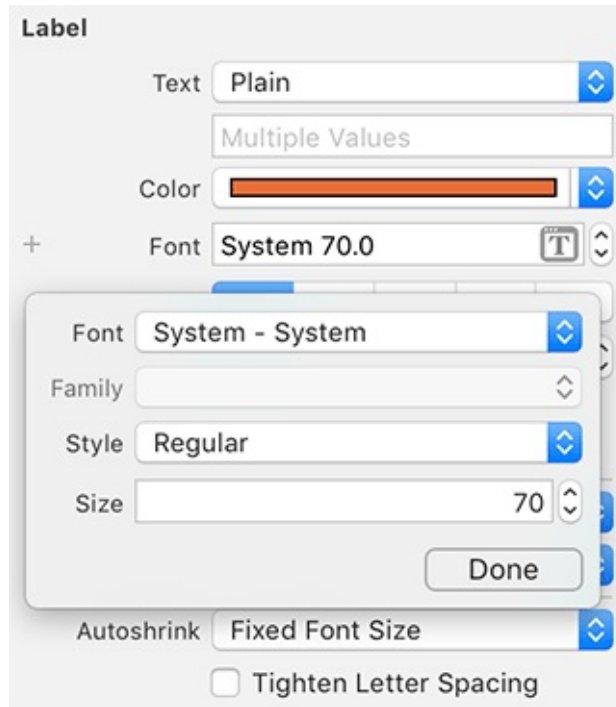 Label
Text Plain
Multiple Values
Color
+ Font System 70.0 T
Font System - System
Family
Style Regular
Size 70
Done
Autoshrink Fixed Font Size
Tighten Letter Spacing